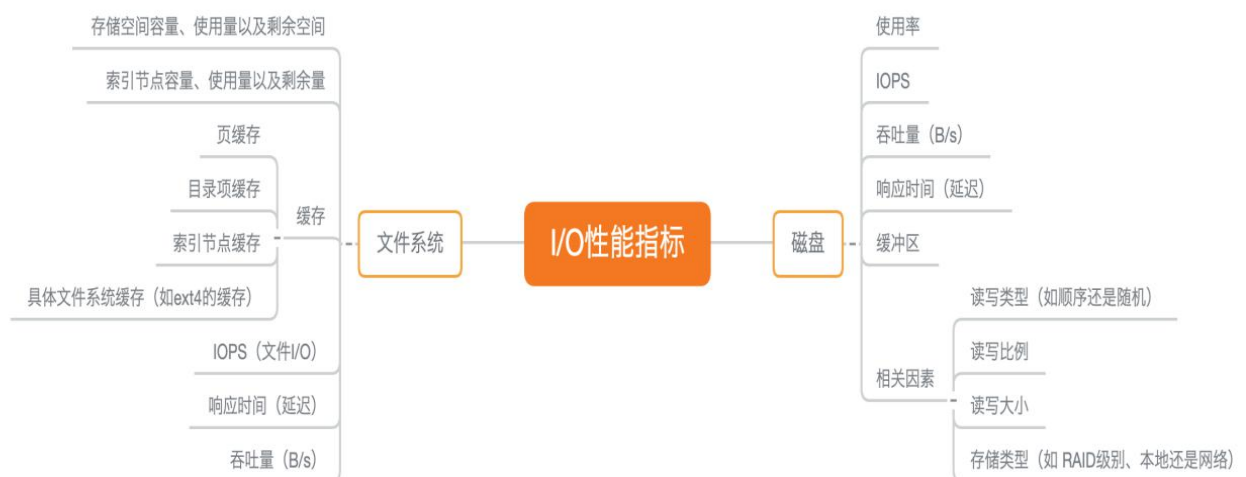 I/O性能指标
文件系统
存储空间容量、使用量以及剩余空间
索引节点容量、使用量以及剩余量
缓存
页缓存
目录项缓存
索引节点缓存
具体文件系统缓存（如ext4的缓存）
IOPS（文件I/O）
响应时间（延迟）
吞吐量（B/s）
磁盘
使用率
IOPS
吞吐量（B/s）
响应时间（延迟）
缓冲区
相关因素
读写类型（如顺序还是随机）
读写比例
读写大小
存储类型（如 RAID级别、本地还是网络）